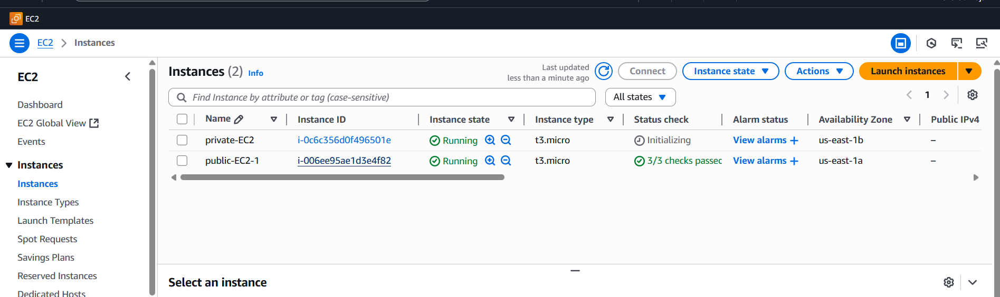 EC2
EC2 > Instances
EC2
Dashboard
EC2 Global View
Events
Instances
Instances
Instance Types
Launch Templates
Spot Requests
Savings Plans
Reserved Instances
Dedicated Hosts
Instances (2) Info
Last updated
less than a minute ago
Connect
Instance state
Actions
Launch instances
Find Instance by attribute or tag (case-sensitive)
All states
1
Name Instance ID Instance state Instance type Status check Alarm status Availability Zone Public IPv4
private-EC2 i-0c6c356d0f496501e Running t3.micro Initializing View alarms + us-east-1b –
public-EC2-1 i-006ee95ae1d3e4f82 Running t3.micro 3/3 checks passed View alarms + us-east-1a –
Select an instance